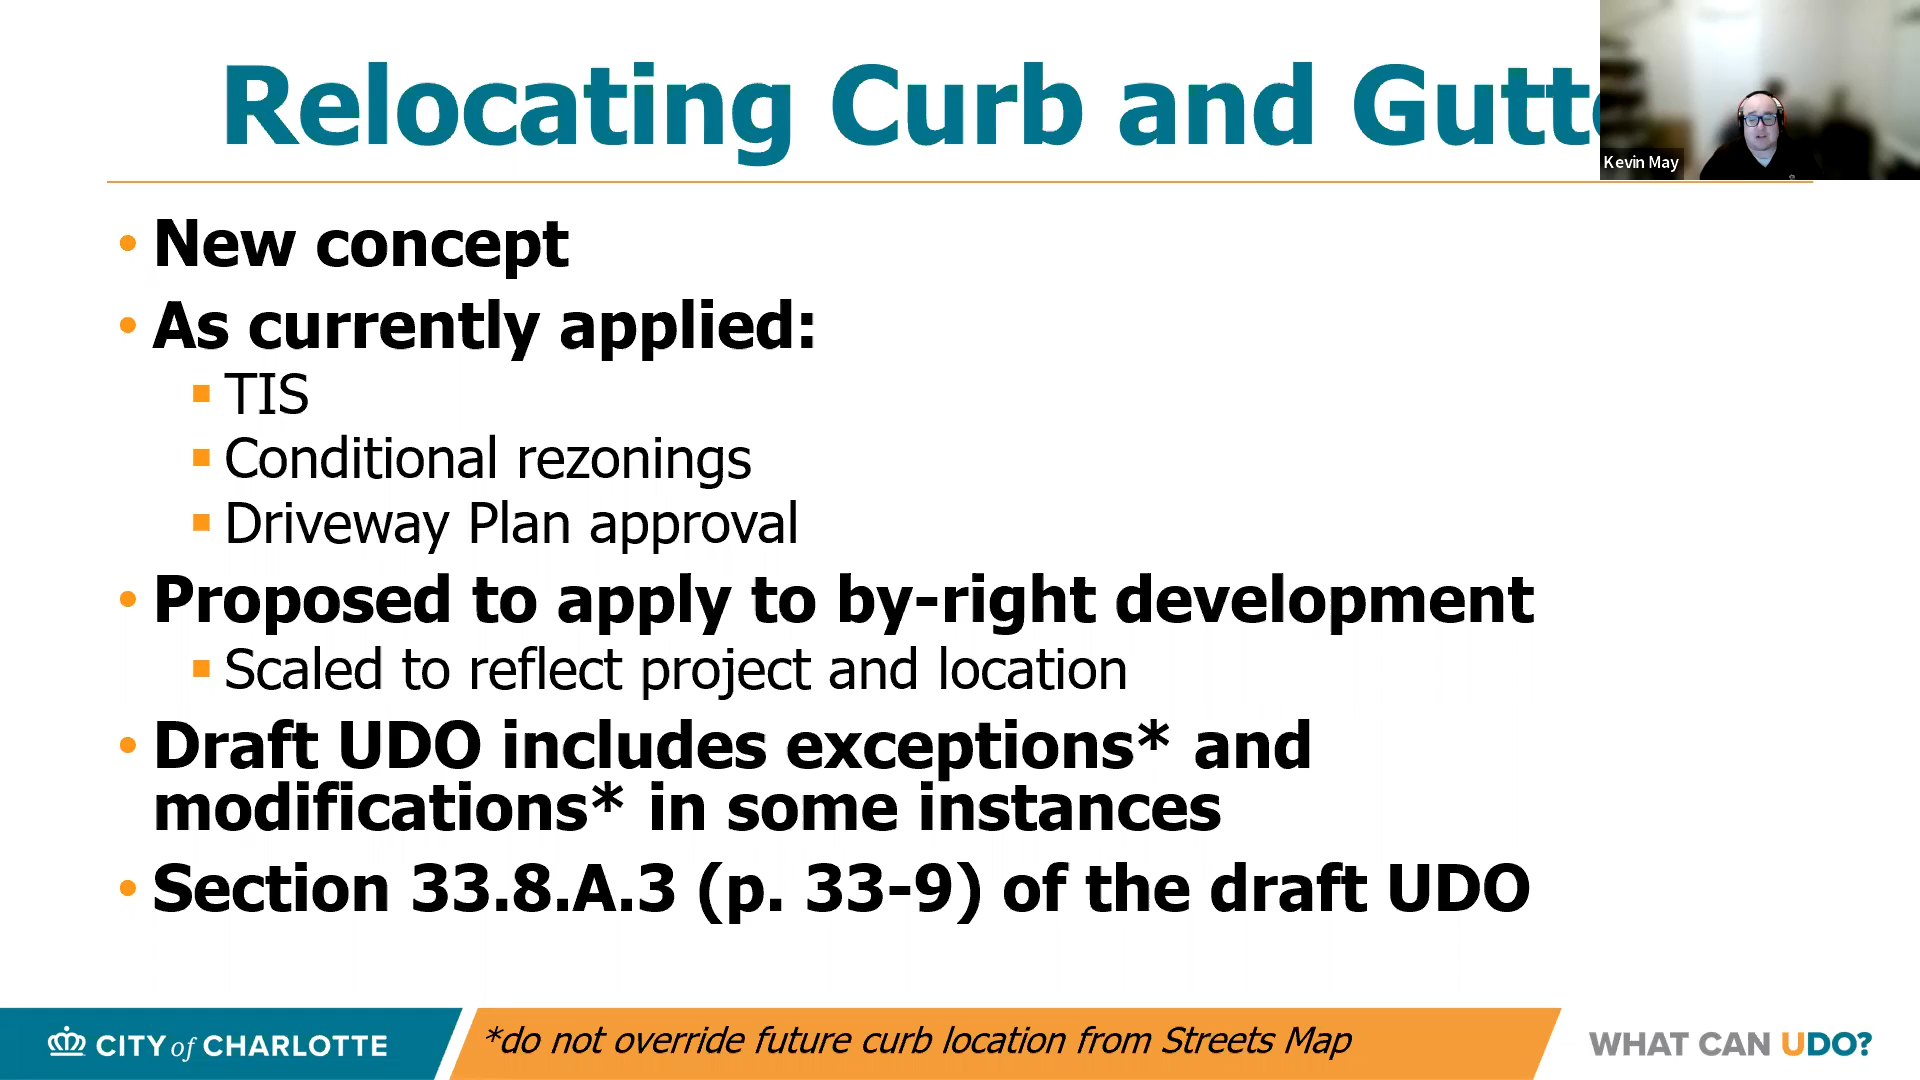 Relocating Curb and Gutt
Kevin May
• New concept
• As currently applied:
▪ TIS
▪ Conditional rezonings
▪ Driveway Plan approval
• Proposed to apply to by-right development
▪ Scaled to reflect project and location
• Draft UDO includes exceptions* and
modifications* in some instances
• Section 33.8.A.3 (p. 33-9) of the draft UDO
CITY of CHARLOTTE
*do not override future curb location from Streets Map
WHAT CAN UDO?